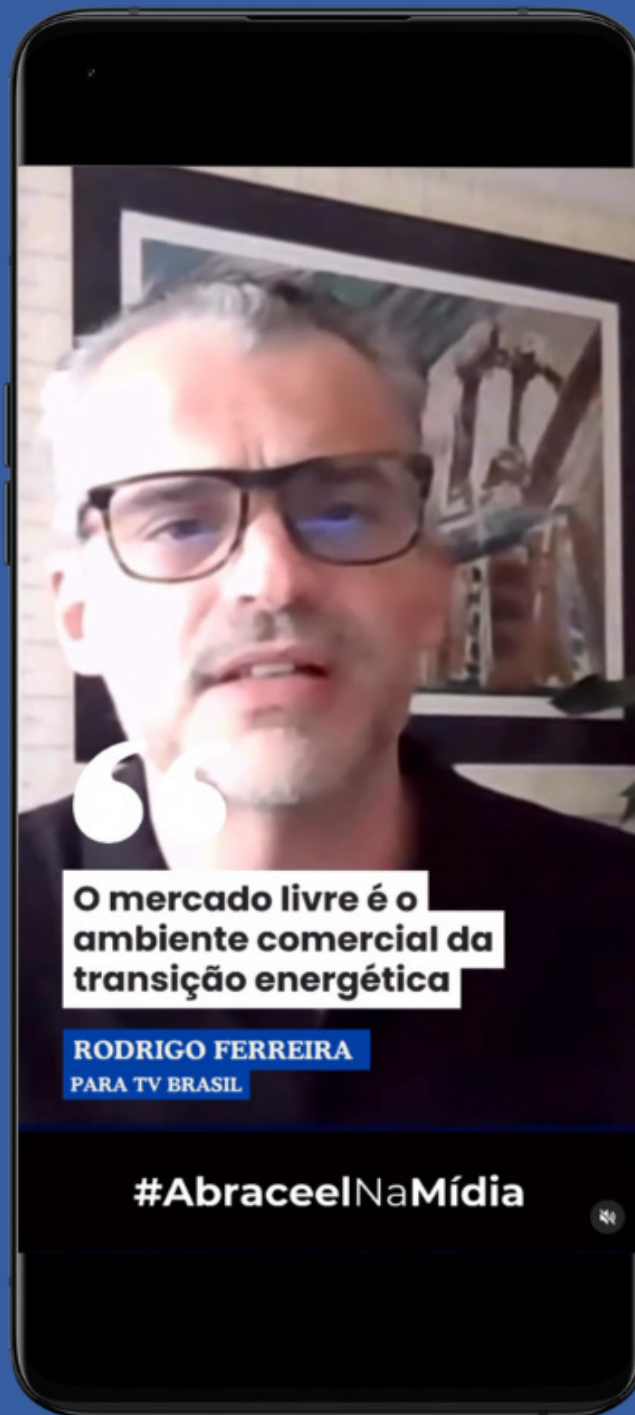 O mercado livre é o
ambiente comercial da
transição energética
RODRIGO FERREIRA
PARA TV BRASIL
#AbraceelNaMídia